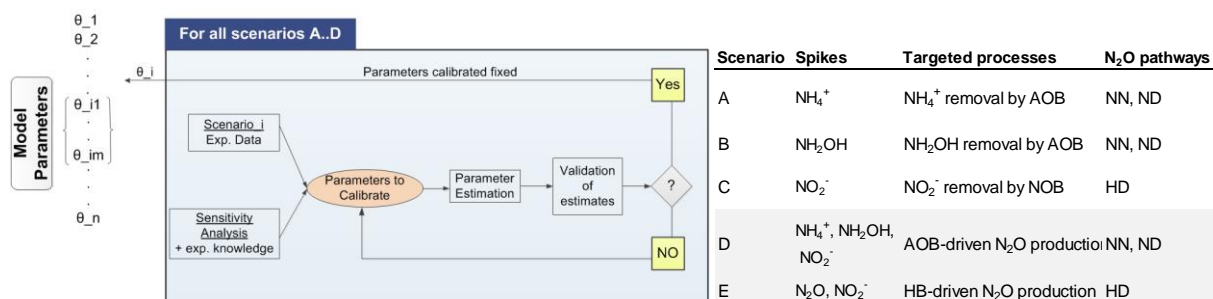 θ_1
θ_2
.
.
.
θ_i1
.
.
θ_im
.
.
.
θ_n
Model
Parameters
θ_i
For all scenarios A..D
Parameters calibrated fixed
Yes
Scenario_i
Exp. Data
Parameters to
Calibrate
Parameter
Estimation
Validation
of
estimates
?
Sensitivity
Analysis
+ exp. knowledge
NO
Scenario Spikes Targeted processes N₂O pathways
A NH₄⁺ NH₄⁺ removal by AOB NN, ND
B NH₂OH NH₂OH removal by AOB NN, ND
C NO₂⁻ NO₂⁻ removal by NOB HD
D NH₄⁺, NH₂OH, NO₂⁻ AOB-driven N₂O productio NN, ND
E N₂O, NO₂⁻ HB-driven N₂O production HD